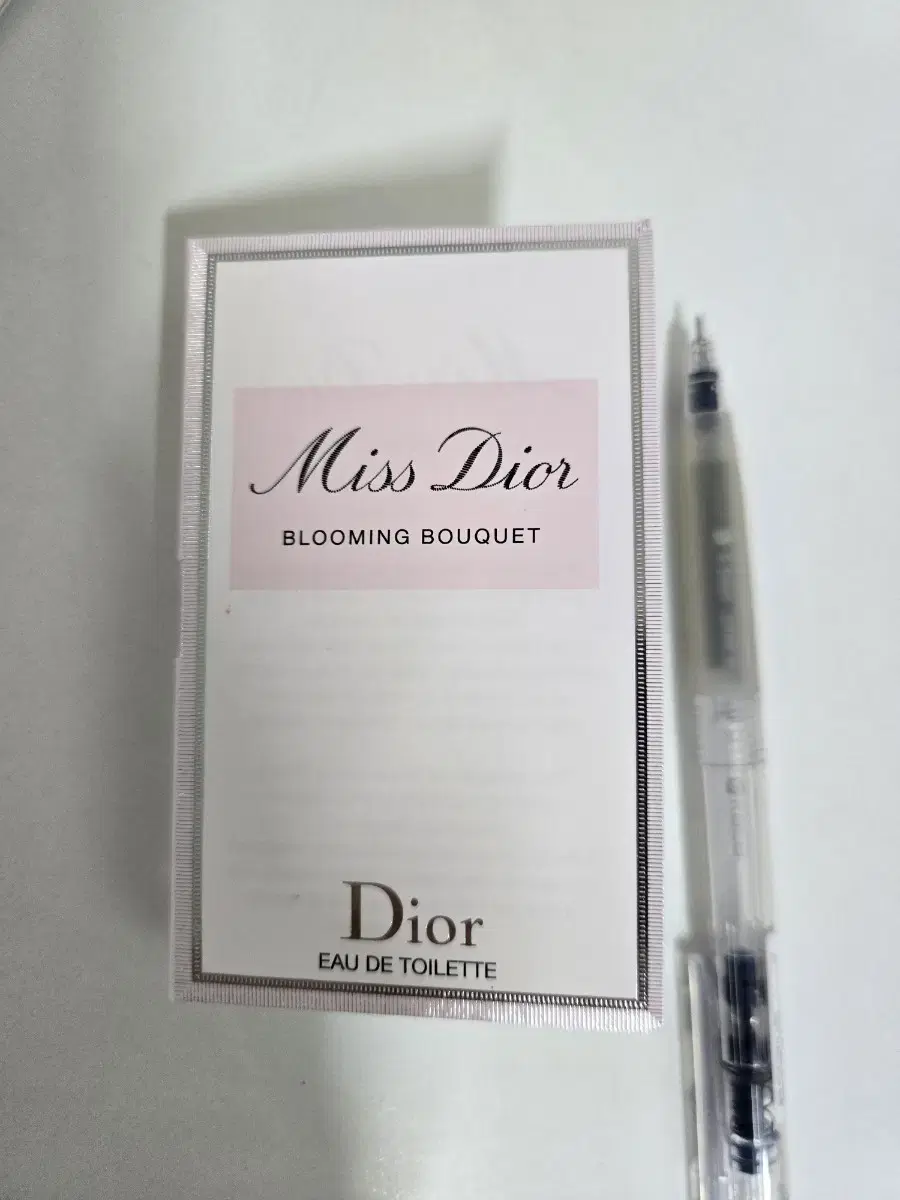 Miss Dior
BLOOMING BOUQUET
Dior
EAU DE TOILETTE